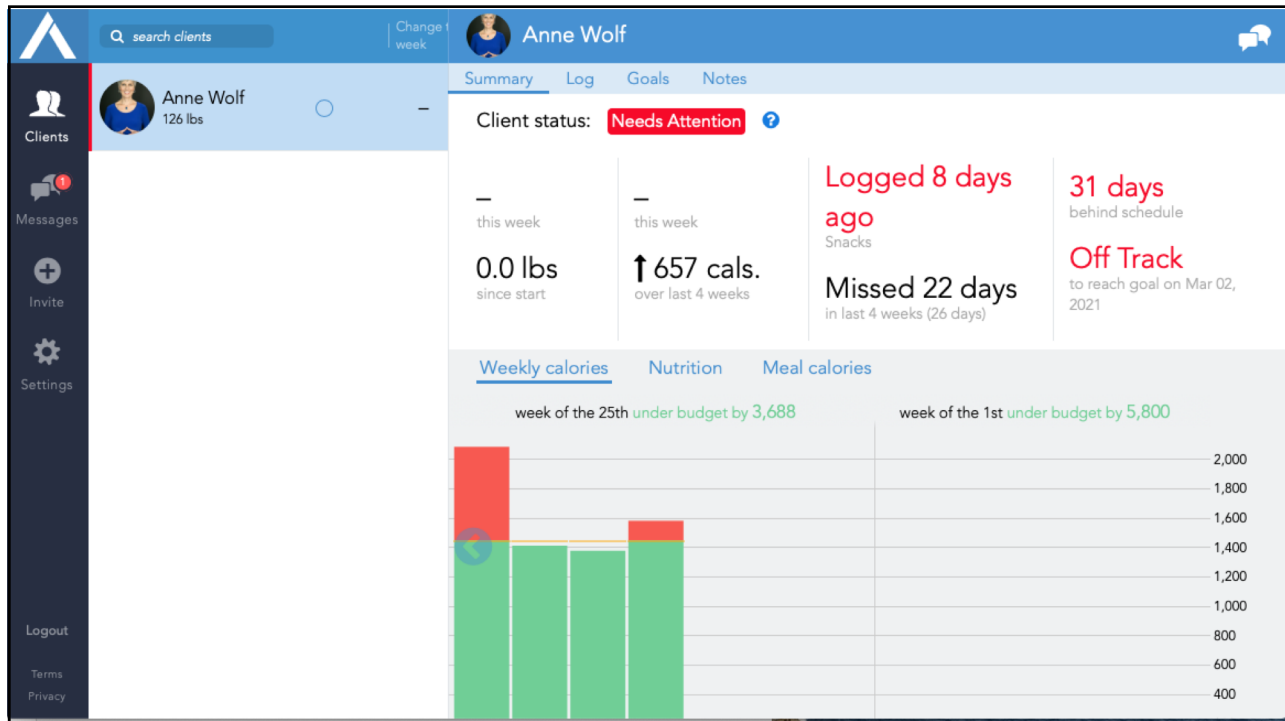 search clients
Change
week
Anne Wolf
126 lbs
–
Clients
1
Messages
Invite
Settings
Logout
Terms
Privacy
Anne Wolf
Summary Log Goals Notes
Client status: Needs Attention ?
–
this week
0.0 lbs
since start
–
this week
↑ 657 cals.
over last 4 weeks
Logged 8 days
ago
Snacks
Missed 22 days
in last 4 weeks (26 days)
31 days
behind schedule
Off Track
to reach goal on Mar 02,
2021
Weekly calories Nutrition Meal calories
week of the 25th under budget by 3,688
week of the 1st under budget by 5,800
2,000
1,800
1,600
1,400
1,200
1,000
800
600
400